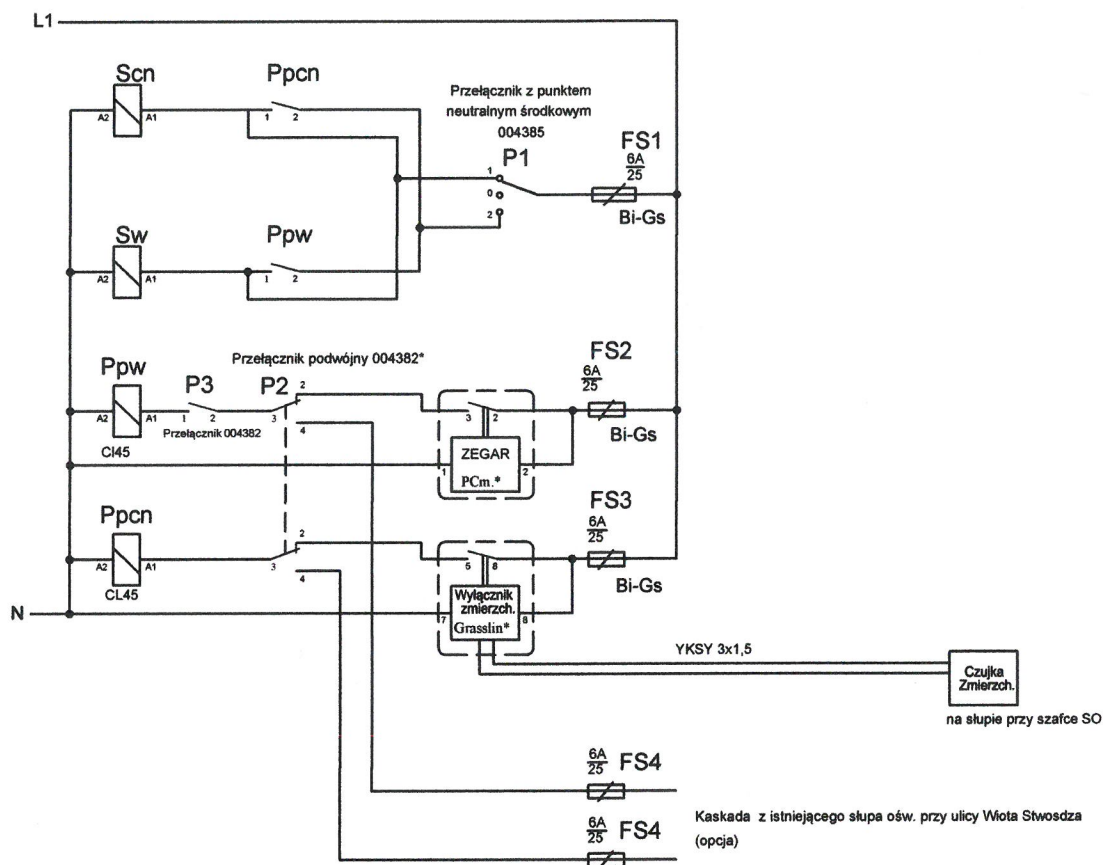 L1
Scn
Ppcn
A2 A1 1 2
Przełącznik z punktem
neutralnym środkowym
004385
P1
1
0
2
FS1
6A
25
Bi-Gs
Sw
Ppw
A2 A1 1 2
Ppw
P3
Przełącznik podwójny 004382*
P2
2
A2 A1 1 2 3
4
Cl45
Przełącznik 004382
3 2
ZEGAR
PCm.*
1 2
FS2
6A
25
Bi-Gs
Ppcn
2
A2 A1 3
4
CL45
5 8
Wyłącznik
zmierzch.
Grasslin*
7 8
FS3
6A
25
Bi-Gs
N
YKSY 3x1,5
Czujka
Zmierzch.
na słupie przy szafce SO
6A
25
FS4
6A
25
FS4
Kaskada z istniejącego słupa ośw. przy ulicy Wiota Stwosdza
(opcja)